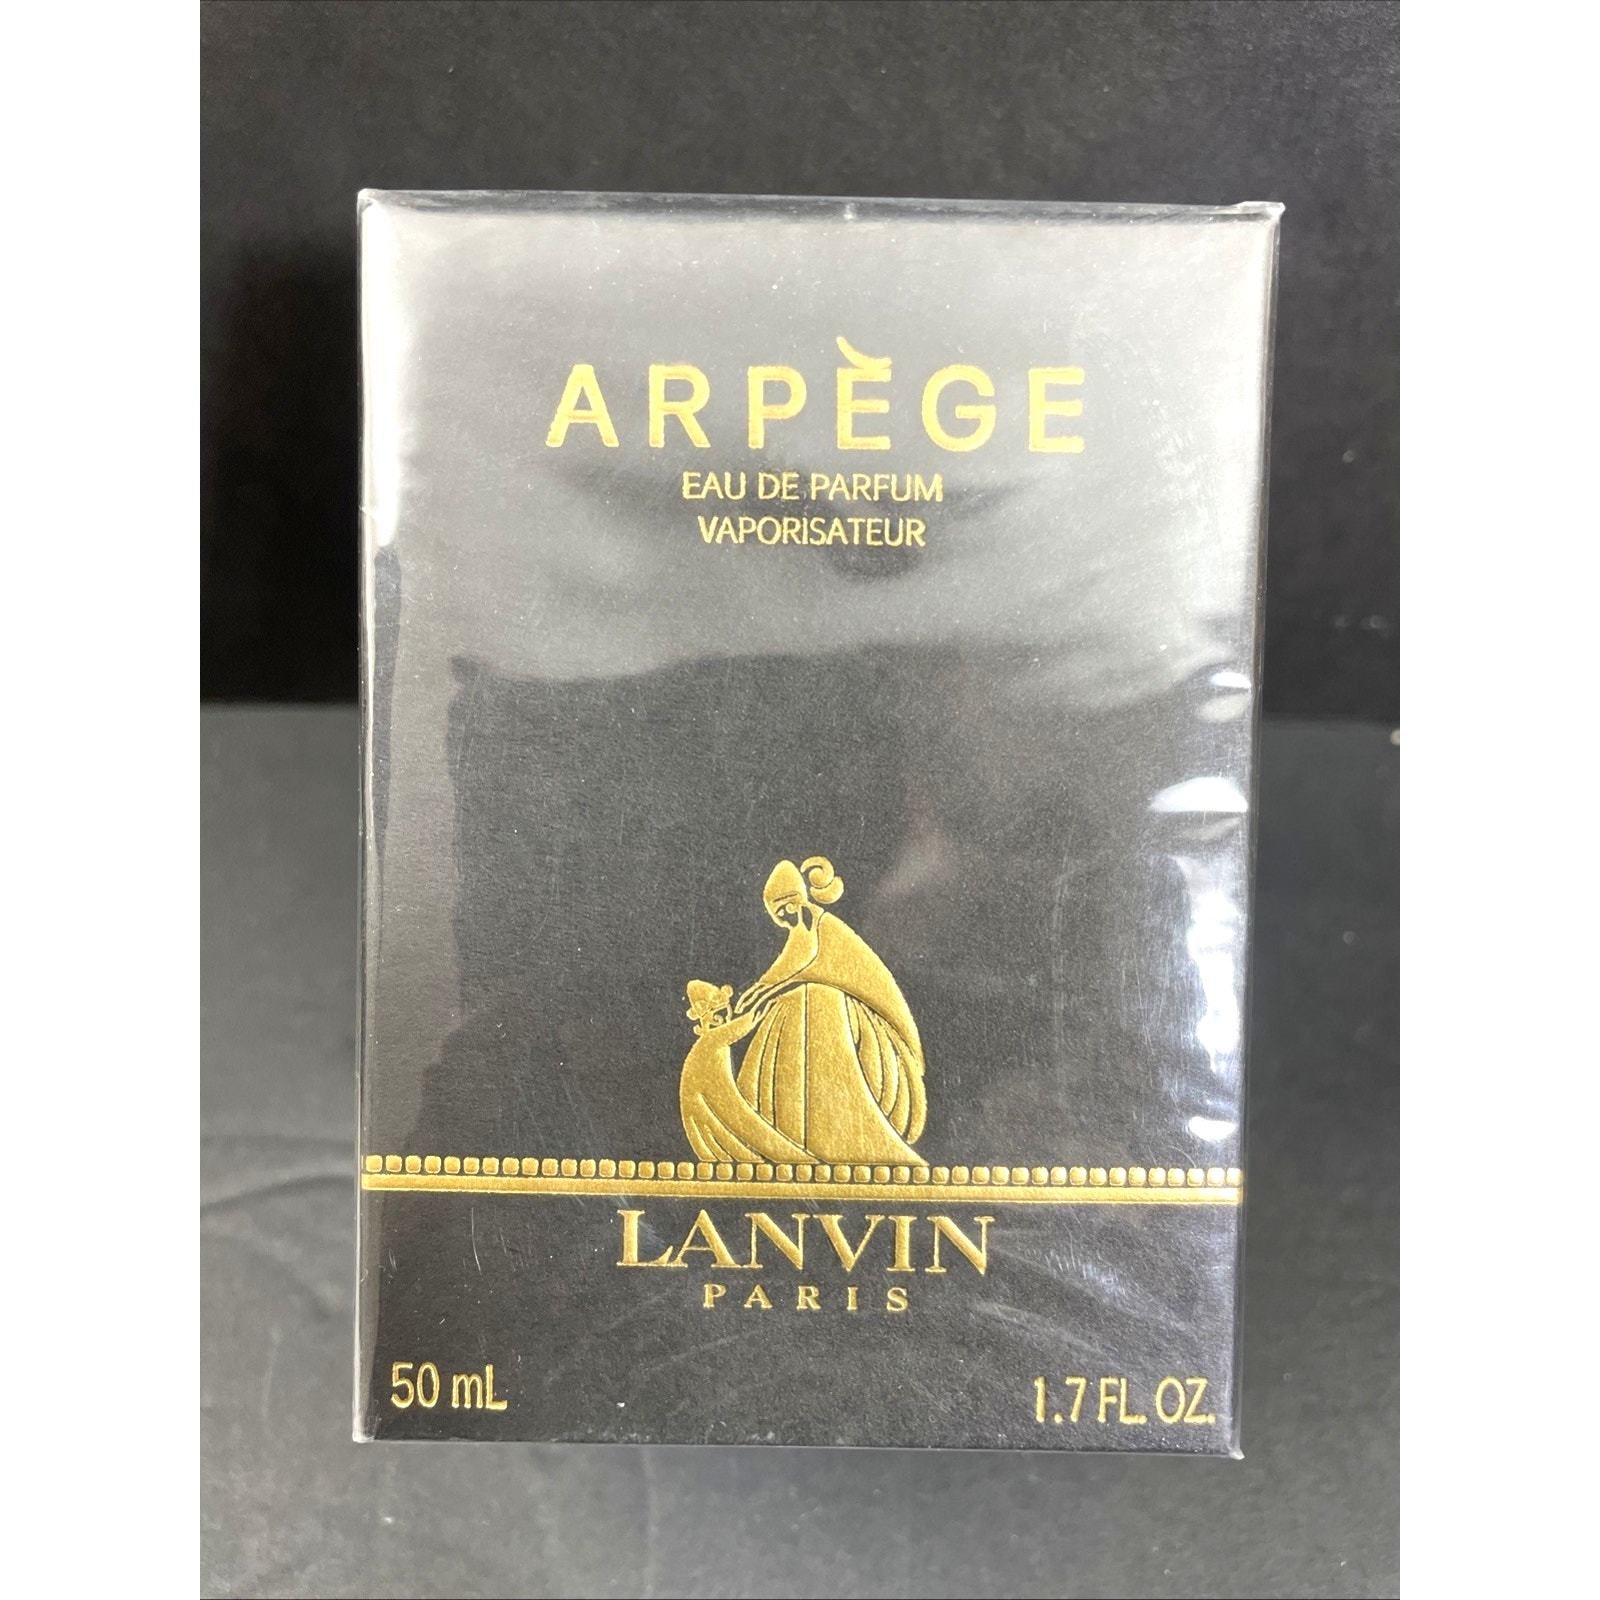 ARPÈGE
EAU DE PARFUM
VAPORISATEUR
LANVIN
PARIS
50 mL
1.7 FL. OZ.